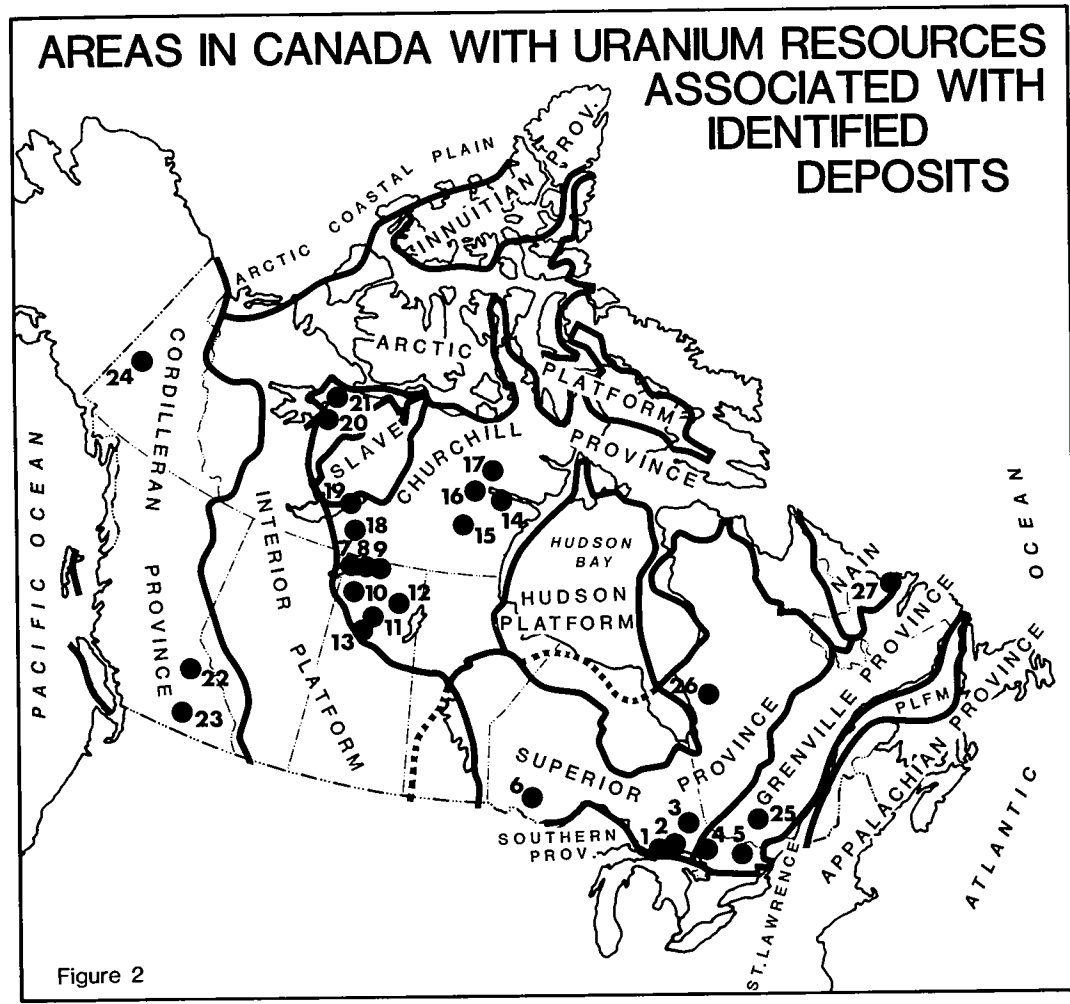 AREAS IN CANADA WITH URANIUM RESOURCES
ASSOCIATED WITH
IDENTIFIED
DEPOSITS
INNUITIAN PROV.
ARCTIC COASTAL PLAIN
ARCTIC
PLATFORM
CORDILLERAN
PROVINCE
24
21
20
SLAVE
CHURCHILL
PROVINCE
17
16
14
15
19
18
7 8 9
10
12
11
13
INTERIOR
PLATFORM
PACIFIC OCEAN
HUDSON
BAY
HUDSON
PLATFORM
NAIN
27
OCEAN
ATLANTIC
22
23
26
SUPERIOR
PROVINCE
GRENVILLE PROVINCE
PLFM
APPALACHIAN PROVINCE
ST. LAWRENCE
6
SOUTHERN
PROV.
3
1 2
4 5
25
Figure 2